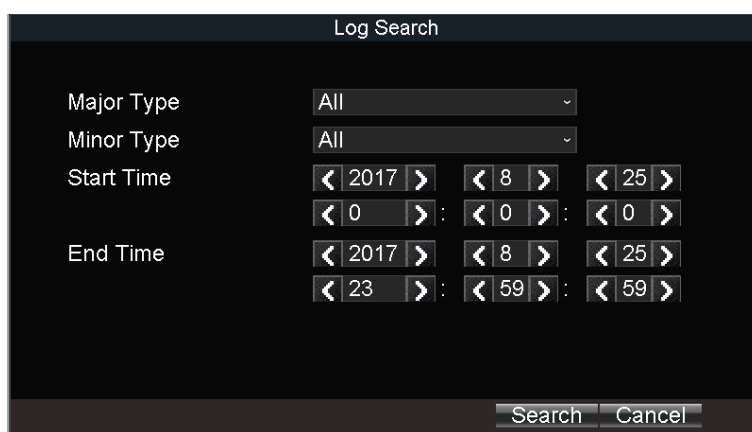 Log Search
Major Type All
Minor Type All
Start Time 2017 8 25
0 : 0 : 0
End Time 2017 8 25
23 : 59 : 59
Search Cancel